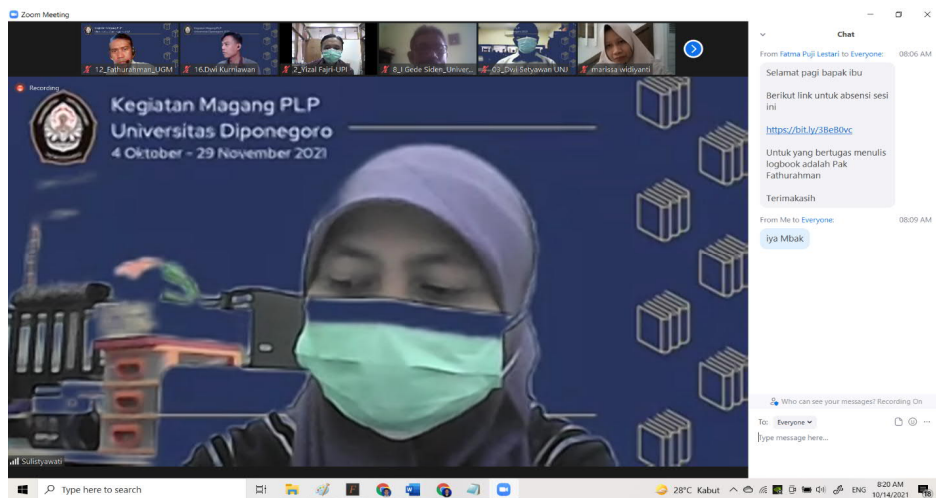 Zoom Meeting
12_Fathurahman_UGM
16.Dwi Kurniawan
2_Yizal Fajri-UPI
8_I Gede Siden_Univer...
03_Dwi Setyawan UNJ
marissa widiyanti
Recording
Kegiatan Magang PLP
Universitas Diponegoro
4 Oktober - 29 November 2021
Sulistyawati
Chat
From Fatma Puji Lestari to Everyone: 08:06 AM
Selamat pagi bapak ibu
Berikut link untuk absensi sesi
ini
https://bit.ly/3BeB0vc
Untuk yang bertugas menulis
logbook adalah Pak
Fathurahman
Terimakasih
From Me to Everyone: 08:09 AM
iya Mbak
Who can see your messages? Recording On
To: Everyone
Type message here...
Type here to search
28°C Kabut
ENG
8:20 AM
10/14/2021